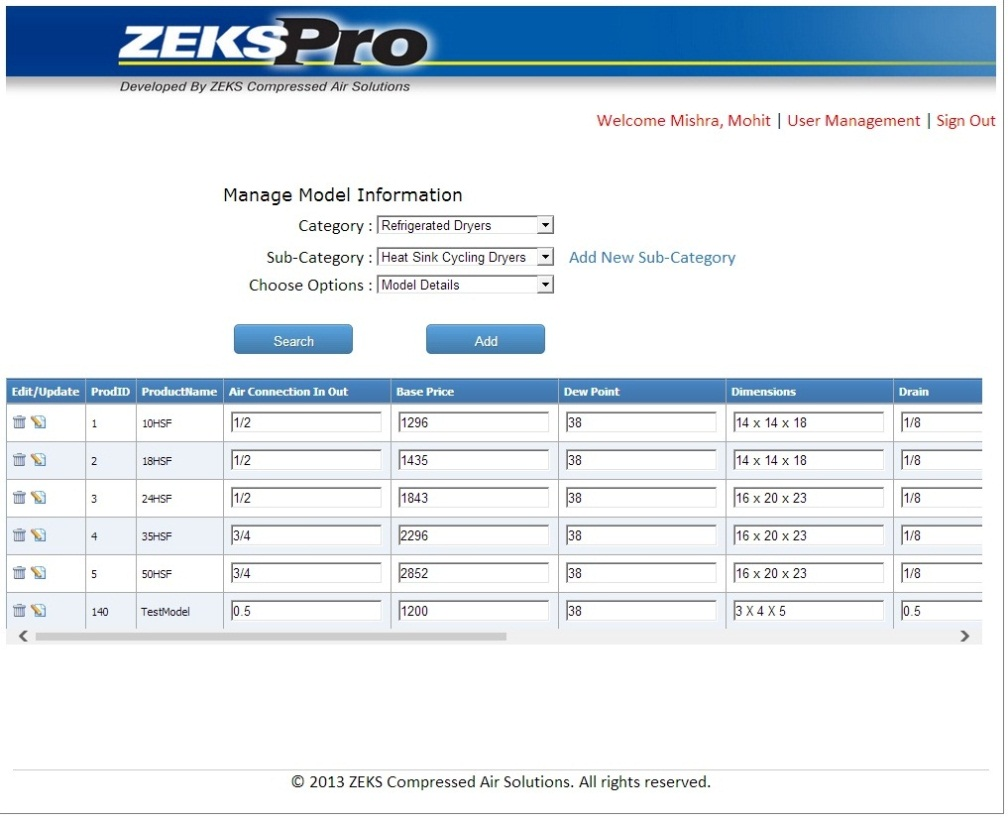 ZEKSPro
Developed By ZEKS Compressed Air Solutions
Welcome Mishra, Mohit | User Management | Sign Out
Manage Model Information
Category : Refrigerated Dryers
Sub-Category : Heat Sink Cycling Dryers Add New Sub-Category
Choose Options : Model Details
Search Add
Edit/Update ProdID ProductName Air Connection In Out Base Price Dew Point Dimensions Drain
1 10HSF 1/2 1296 38 14 x 14 x 18 1/8
2 18HSF 1/2 1435 38 14 x 14 x 18 1/8
3 24HSF 1/2 1843 38 16 x 20 x 23 1/8
4 35HSF 3/4 2296 38 16 x 20 x 23 1/8
5 50HSF 3/4 2852 38 16 x 20 x 23 1/8
140 TestModel 0.5 1200 38 3 X 4 X 5 0.5
© 2013 ZEKS Compressed Air Solutions. All rights reserved.